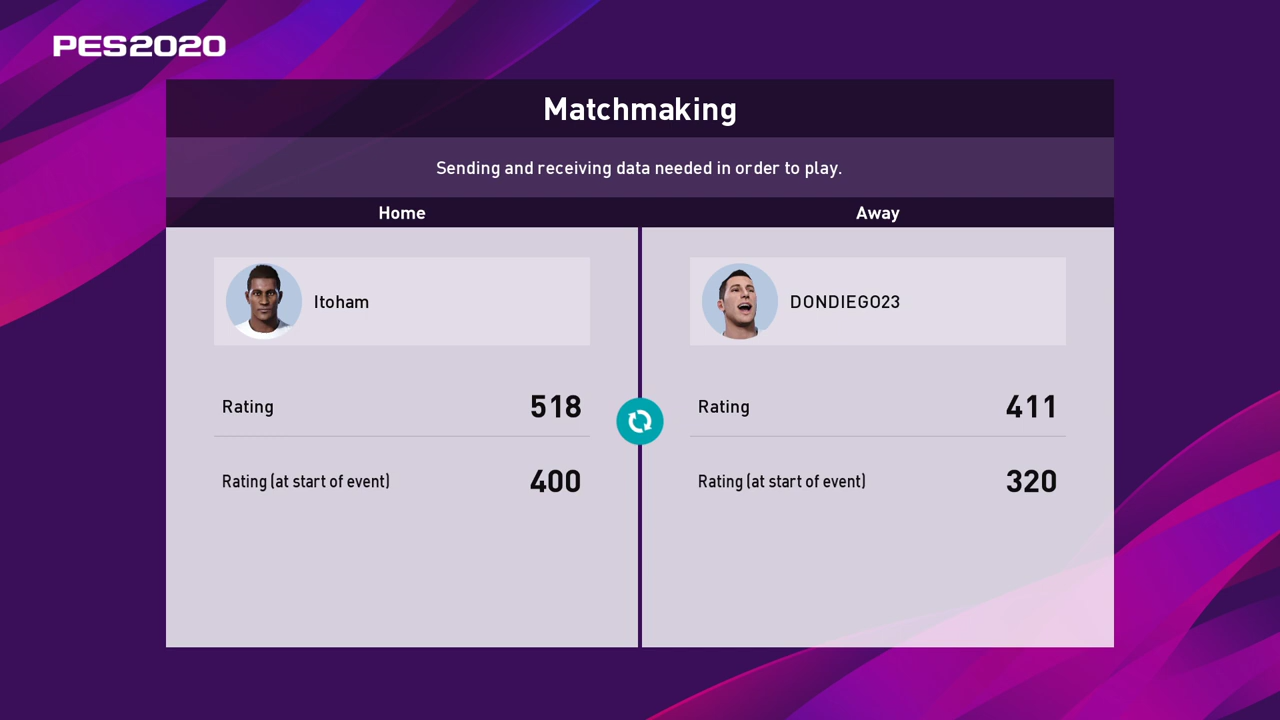 PES2020
Matchmaking
Sending and receiving data needed in order to play.
Home
Away
Itoham
DONDIEGO23
Rating 518
Rating 411
Rating (at start of event) 400
Rating (at start of event) 320